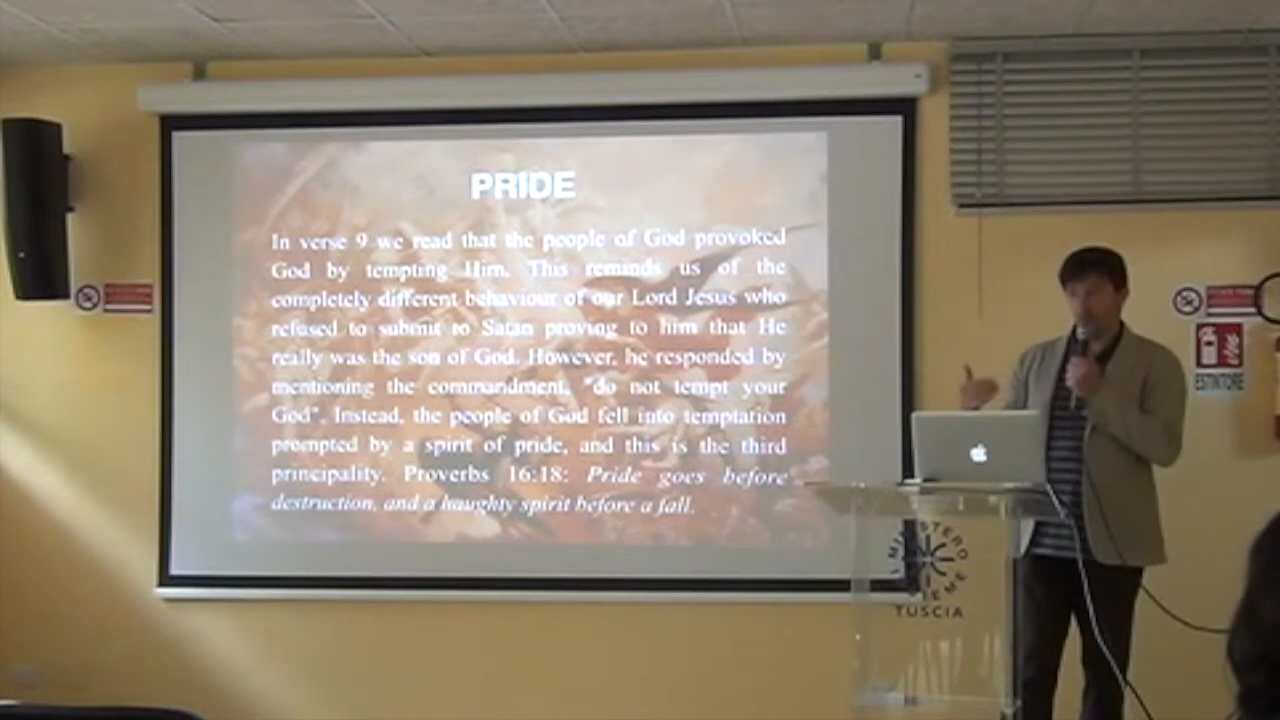 PRIDE
In verse 9 we read that the people of God provoked
God by tempting Him. This reminds us of the
completely different behaviour of our Lord Jesus who
refused to submit to Satan proving to him that He
really was the son of God. However, he responded by
mentioning the commandment, "do not tempt your
God". Instead, the people of God fell into temptation
prompted by a spirit of pride, and this is the third
principality. Proverbs 16:18: Pride goes before
destruction, and a haughty spirit before a fall.
ESTINTORE
MINISTERO
TUSCIA